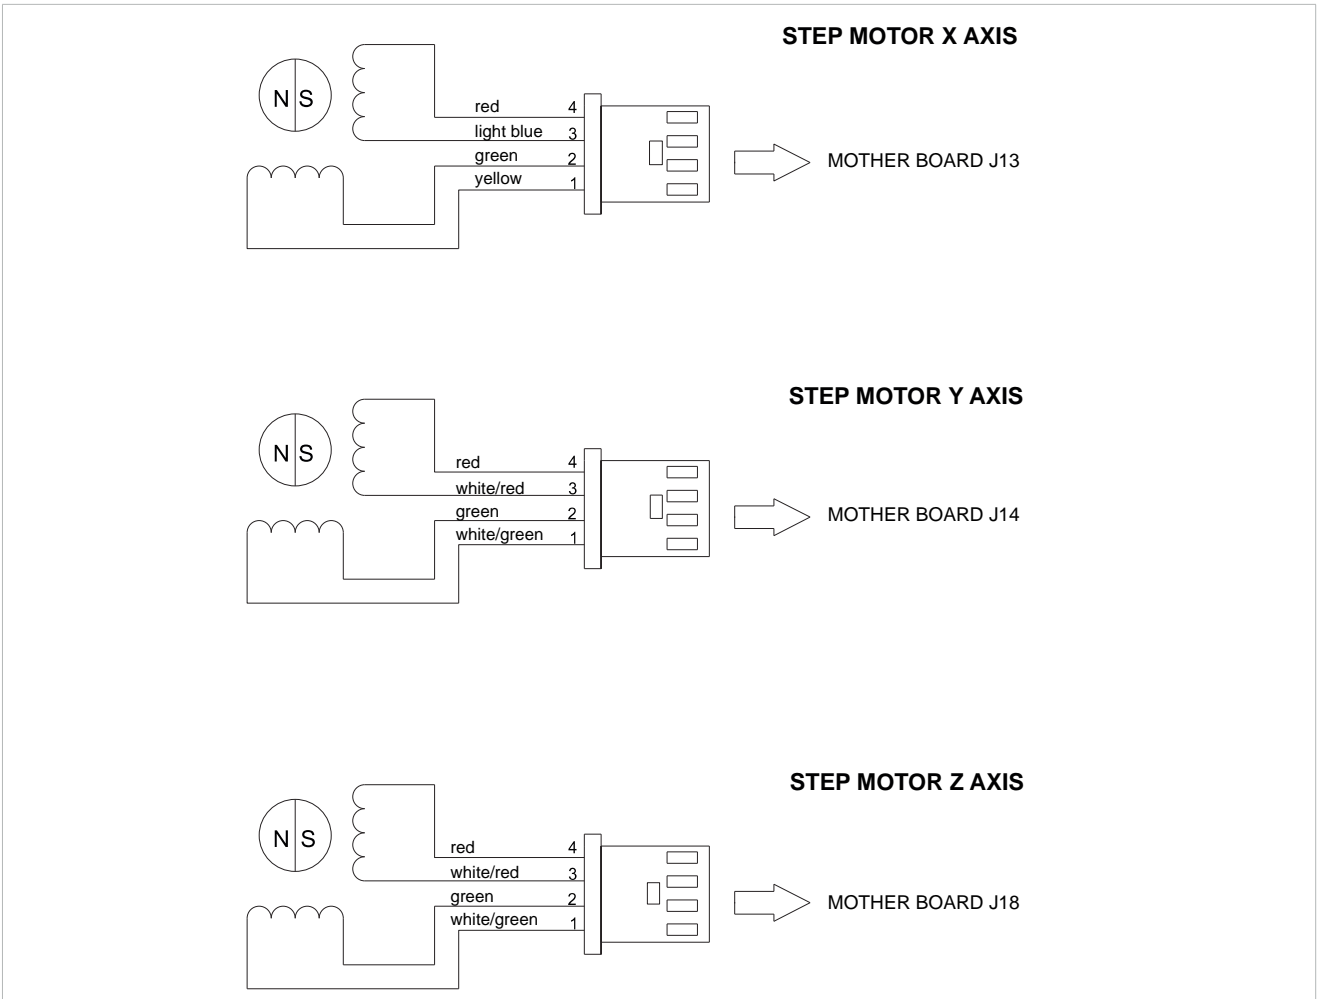 STEP MOTOR X AXIS
N S
red 4
light blue 3
green 2
yellow 1
MOTHER BOARD J13
STEP MOTOR Y AXIS
N S
red 4
white/red 3
green 2
white/green 1
MOTHER BOARD J14
STEP MOTOR Z AXIS
N S
red 4
white/red 3
green 2
white/green 1
MOTHER BOARD J18